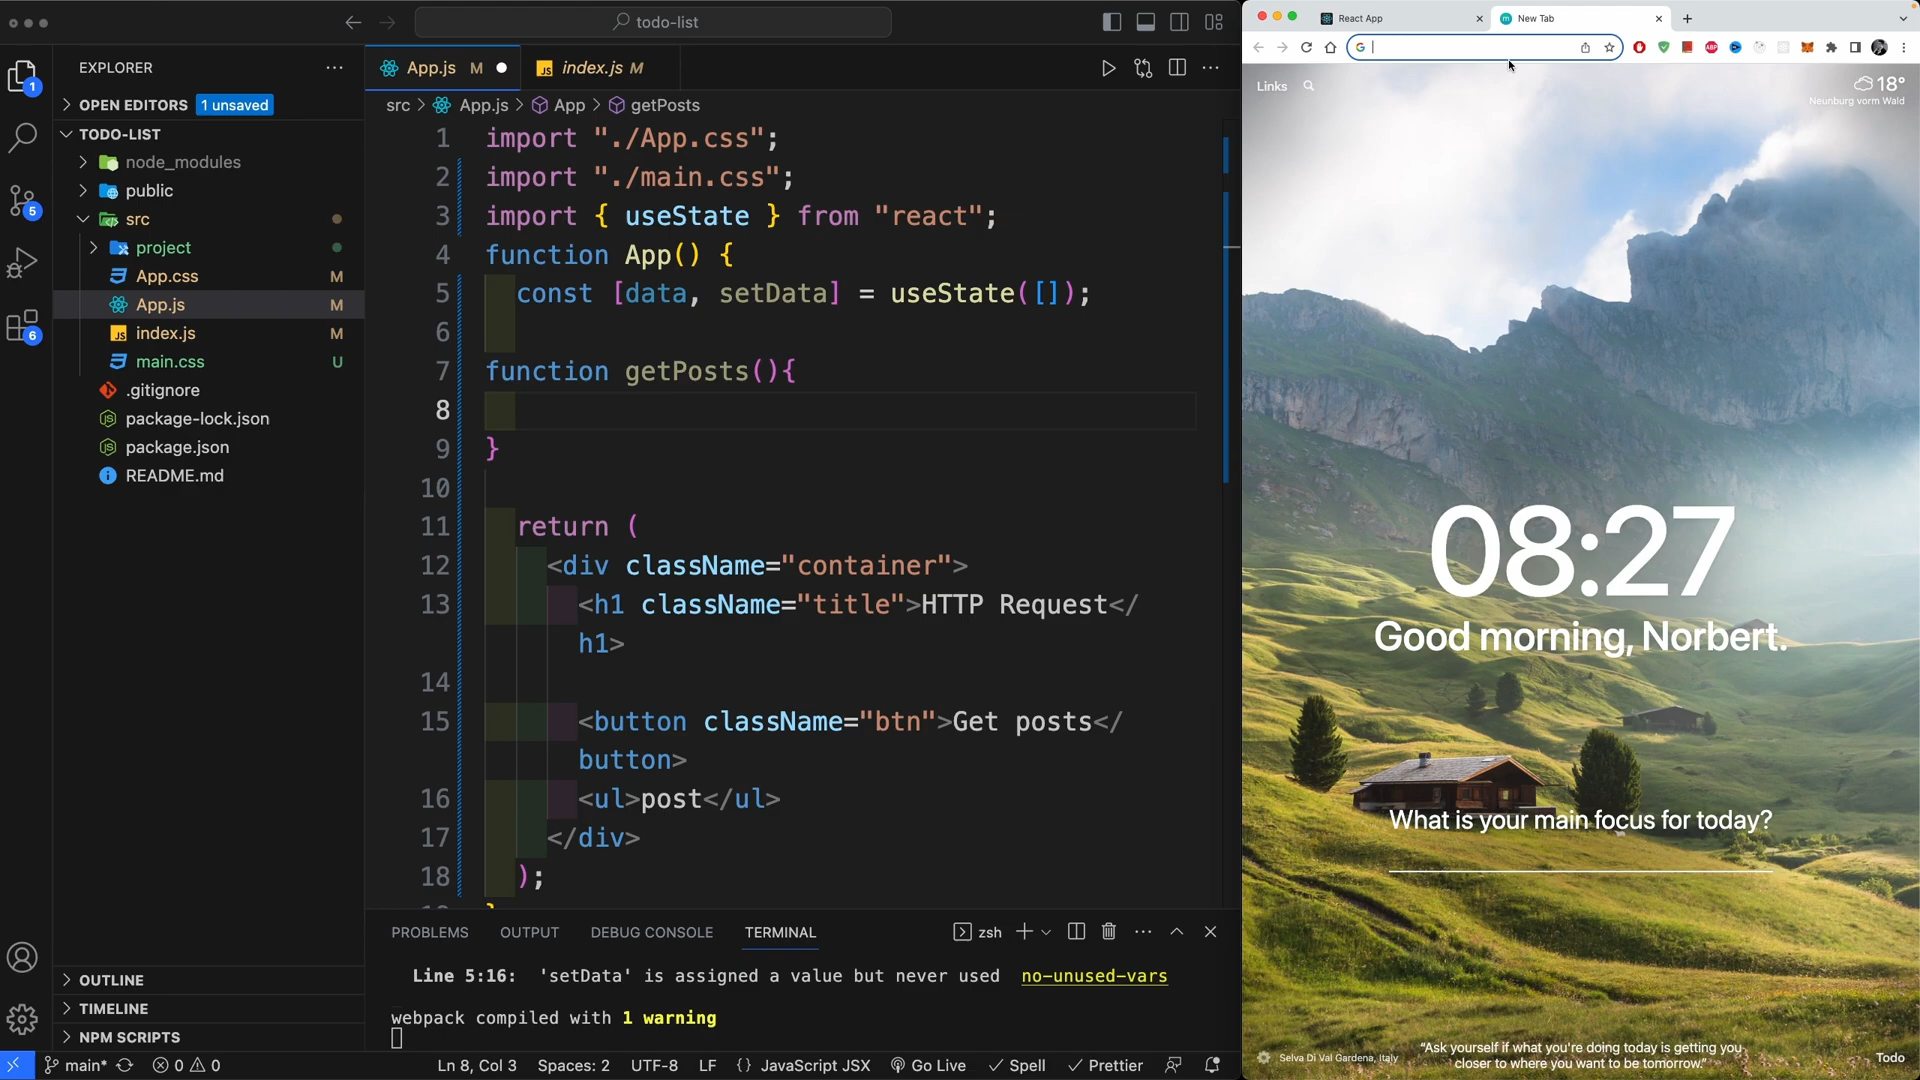 todo-list
EXPLORER
OPEN EDITORS 1 unsaved
TODO-LIST
node_modules
public
src
project
App.css M
App.js M
index.js M
main.css U
.gitignore
package-lock.json
package.json
README.md
OUTLINE
TIMELINE
NPM SCRIPTS
1
5
6
App.js M
index.js M
src > App.js > App > getPosts
1 import "./App.css";
2 import "./main.css";
3 import { useState } from "react";
4 function App() {
5 const [data, setData] = useState([]);
6
7 function getPosts(){
8
9 }
10
11 return (
12 <div className="container">
13 <h1 className="title">HTTP Request</
h1>
14
15 <button className="btn">Get posts</
button>
16 <ul>post</ul>
17 </div>
18 );
PROBLEMS OUTPUT DEBUG CONSOLE TERMINAL zsh
Line 5:16: 'setData' is assigned a value but never used no-unused-vars
webpack compiled with 1 warning
main* 0 0 Ln 8, Col 3 Spaces: 2 UTF-8 LF {} JavaScript JSX Go Live Spell Prettier
React App
New Tab
ABP
Links
18°
Neunburg vorm Wald
08:27
Good morning, Norbert.
What is your main focus for today?
Selva Di Val Gardena, Italy
"Ask yourself if what you're doing today is getting you
closer to where you want to be tomorrow."
Todo